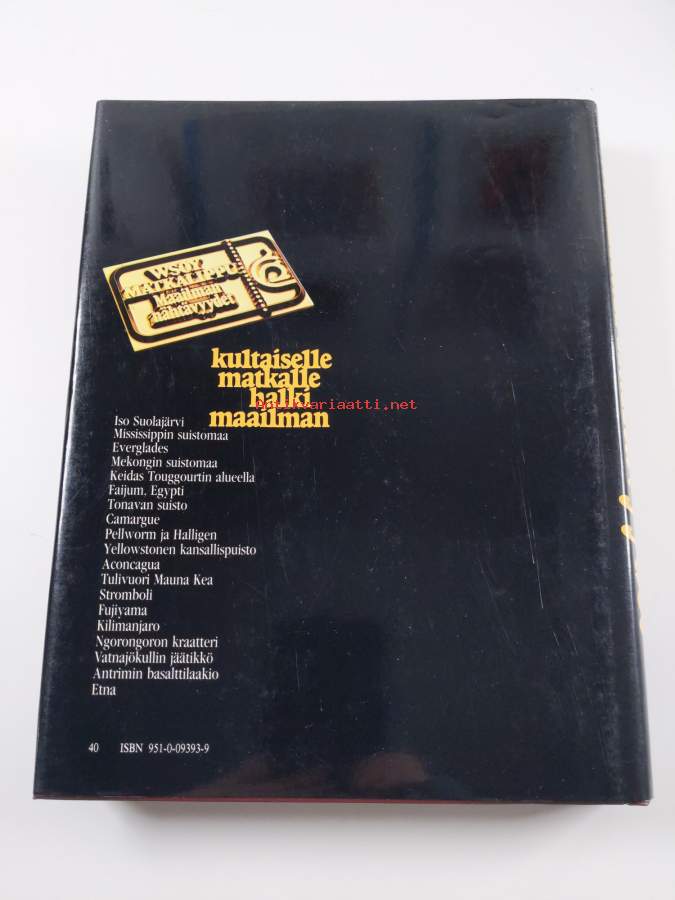 WSOY
MATKALIPPU
Maailman
nähtävyydet
kultaiselle
matkalle
halki
maailman
Antikvariaatti.net
Iso Suolajärvi
Mississippin suistomaa
Everglades
Mekongin suistomaa
Keidas Touggourtin alueella
Faijum, Egypti
Tonavan suisto
Camargue
Pellworm ja Halligen
Yellowstonen kansallispuisto
Aconcagua
Tulivuori Mauna Kea
Stromboli
Fujiyama
Kilimanjaro
Ngorongoron kraatteri
Vatnajökullin jäätikkö
Antrimin basalttilaakio
Etna
40 ISBN 951-0-09393-9